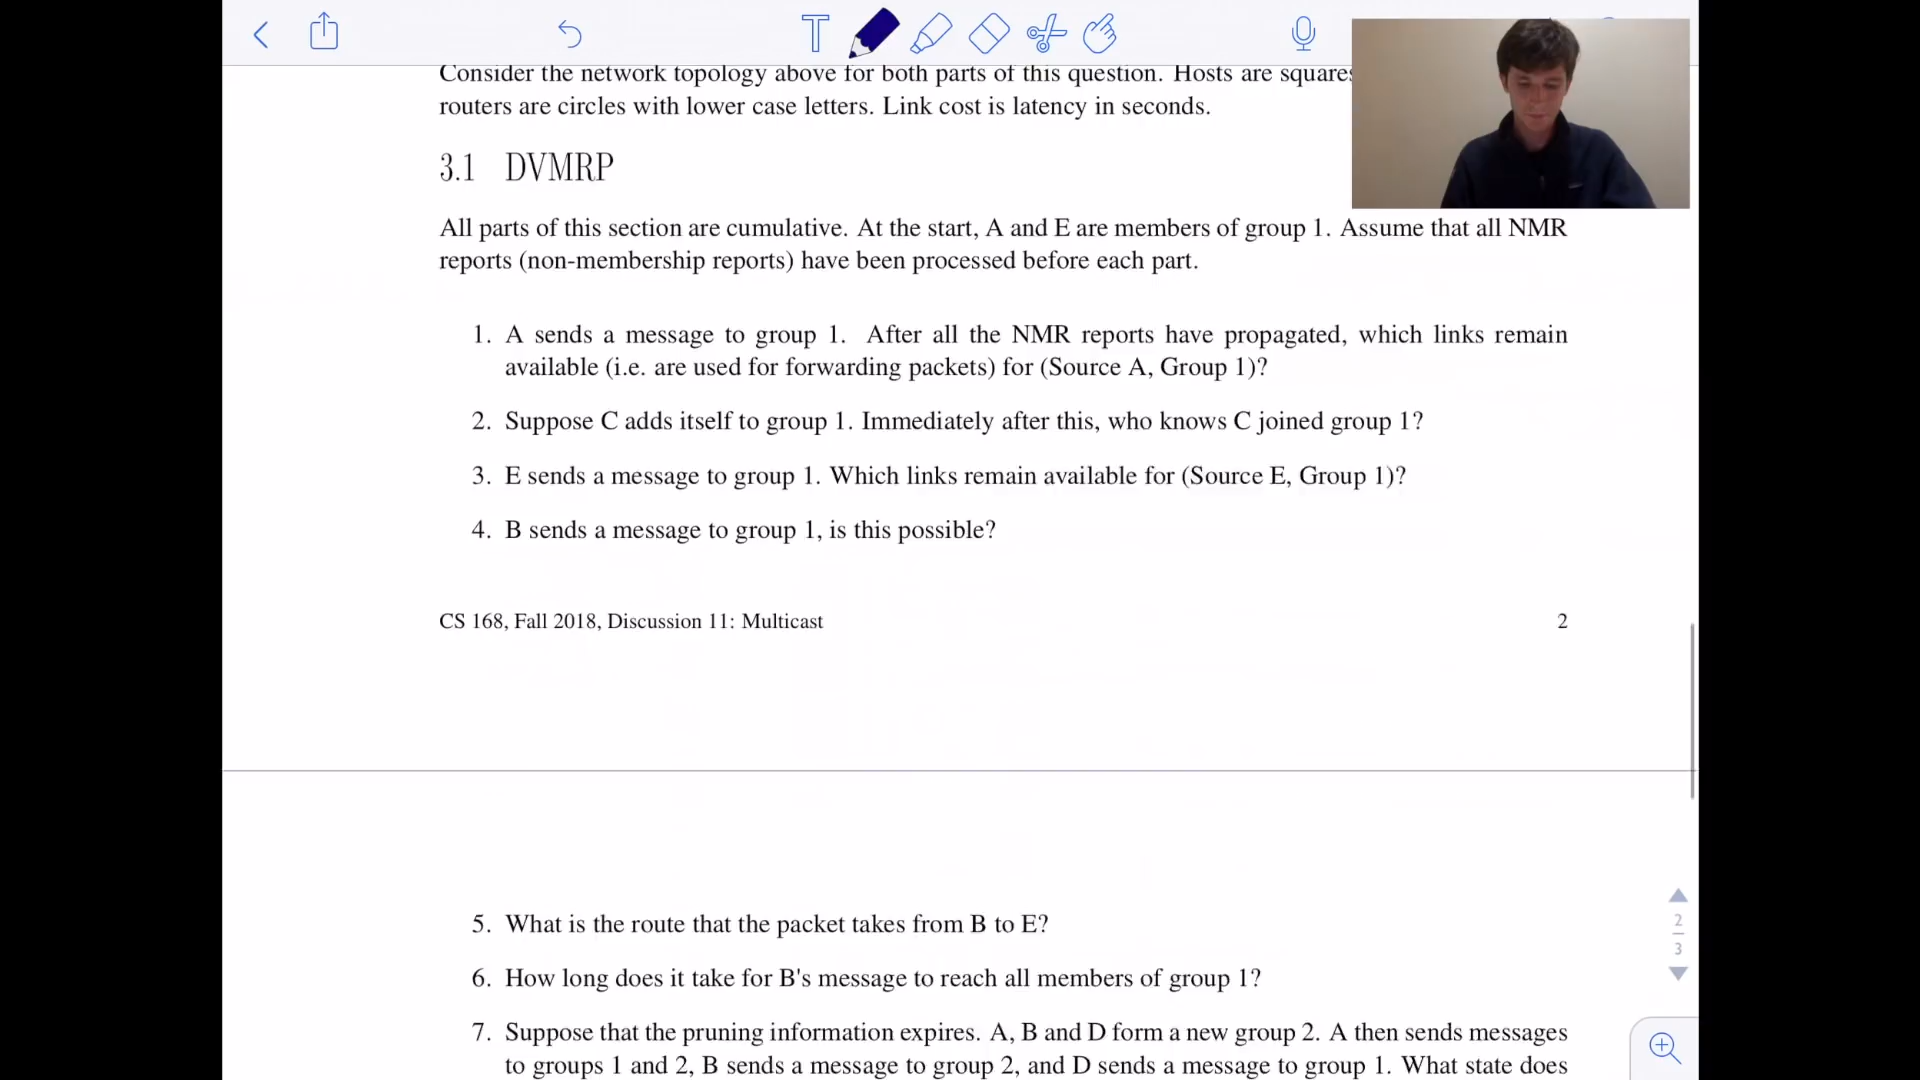 Consider the network topology above for both parts of this question. Hosts are squares
routers are circles with lower case letters. Link cost is latency in seconds.
3.1 DVMRP
All parts of this section are cumulative. At the start, A and E are members of group 1. Assume that all NMR
reports (non-membership reports) have been processed before each part.
1. A sends a message to group 1. After all the NMR reports have propagated, which links remain
available (i.e. are used for forwarding packets) for (Source A, Group 1)?
2. Suppose C adds itself to group 1. Immediately after this, who knows C joined group 1?
3. E sends a message to group 1. Which links remain available for (Source E, Group 1)?
4. B sends a message to group 1, is this possible?
CS 168, Fall 2018, Discussion 11: Multicast 2
5. What is the route that the packet takes from B to E?
6. How long does it take for B's message to reach all members of group 1?
7. Suppose that the pruning information expires. A, B and D form a new group 2. A then sends messages
to groups 1 and 2, B sends a message to group 2, and D sends a message to group 1. What state does
T
2
3